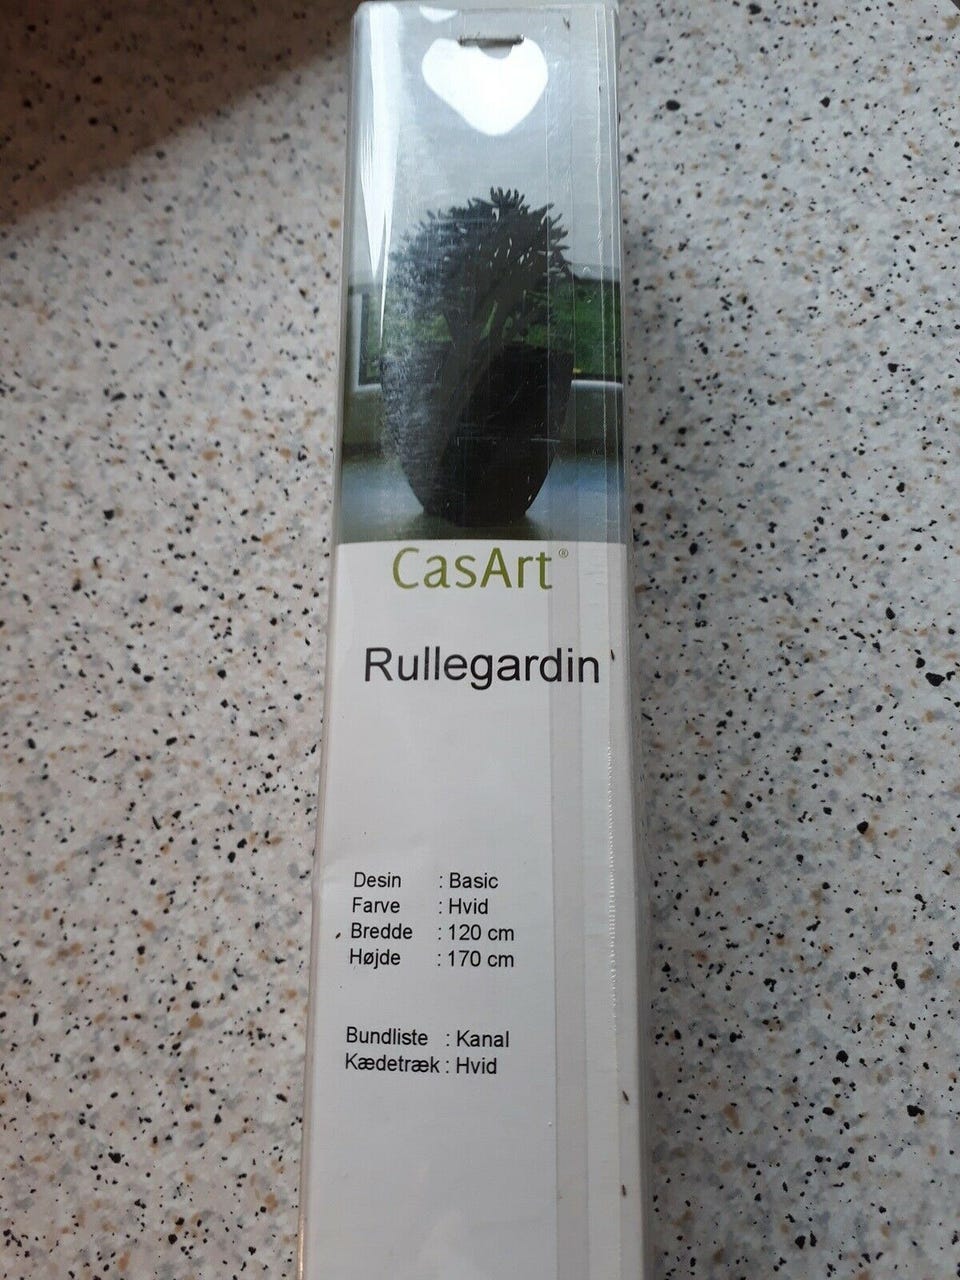 CasArt®
Rullegardin
Desin : Basic
Farve : Hvid
Bredde : 120 cm
Højde : 170 cm
Bundliste : Kanal
Kædetræk : Hvid